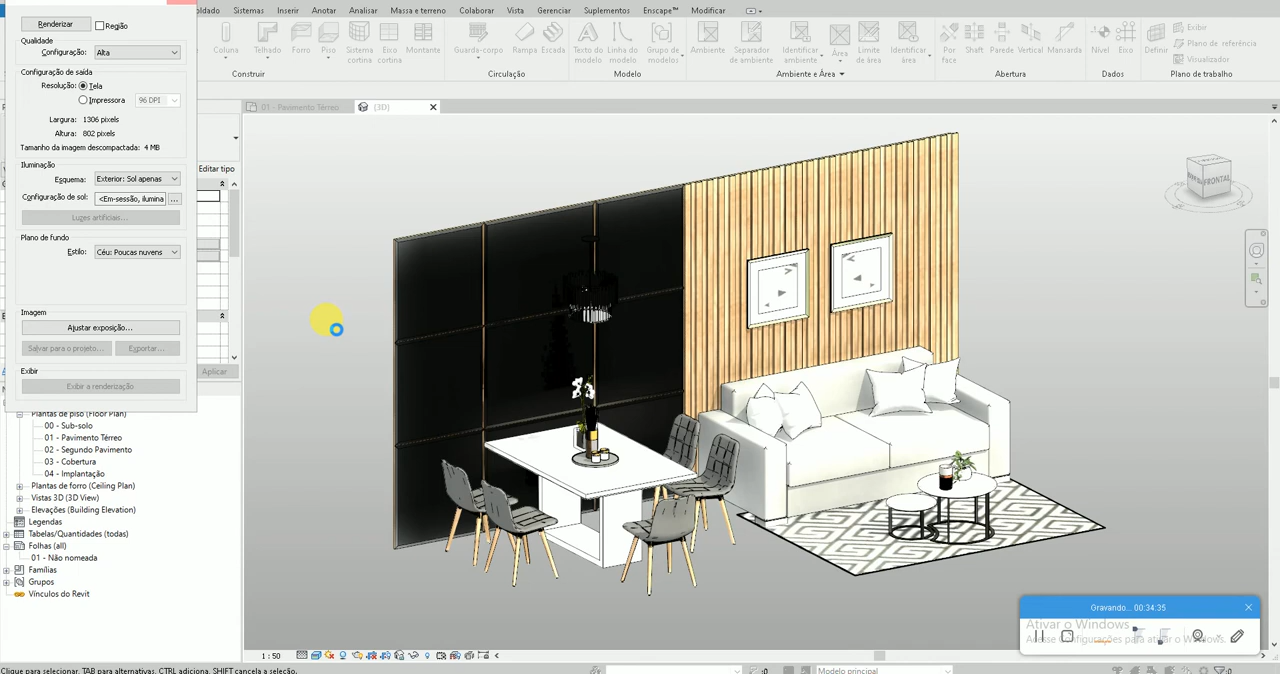 oldado Sistemas Inserir Anotar Analisar Massa e terreno Colaborar Vista Gerenciar Suplementos Enscape™ Modificar
Renderizar Região
Qualidade
Configuração: Alta
Configuração de saída
Resolução: Tela
Impressora 96 DPI
Largura: 1306 pixels
Altura: 802 pixels
Tamanho da imagem descompactada: 4 MB
Iluminação
Esquema: Exterior: Sol apenas
Configuração de sol: <Em-sessão, ilumina ...
Luzes artificiais...
Plano de fundo
Estilo: Céu: Poucas nuvens
Imagem
Ajustar exposição...
Salvar para o projeto... Exportar...
Exibir
Exibir a renderização
Coluna Telhado Forro Piso Sistema cortina Eixo cortina Montante
Construir
Guarda-corpo Rampa Escada
Circulação
Texto do modelo Linha do modelo Grupo de modelos
Modelo
Ambiente Separador de ambiente Identificar Área Limite de área Identificar
Ambiente e Área
Por face Shaft Parede Vertical Mansarda
Abertura
Nível Eixo
Dados
Definir Exibir
Plano de referência
Visualizador
Plano de trabalho
01 - Pavimento Térreo {3D}
Editar tipo
Aplicar
FRONTAL
Plantas de piso (Floor Plan)
00 - Sub-solo
01 - Pavimento Térreo
02 - Segundo Pavimento
03 - Cobertura
04 - Implantação
Plantas de forro (Ceiling Plan)
Vistas 3D (3D View)
Elevações (Building Elevation)
Legendas
Tabelas/Quantidades (todas)
Folhas (all)
01 - Não nomeada
Famílias
Grupos
Vínculos do Revit
1 : 50
Gravando... 00:34:35
Ativar o Windows
Acesse Configurações para ativar o Windows.
Clique para selecionar, TAB para alternativas, CTRL adiciona, SHIFT cancela a seleção.
:0 Modelo principal :0